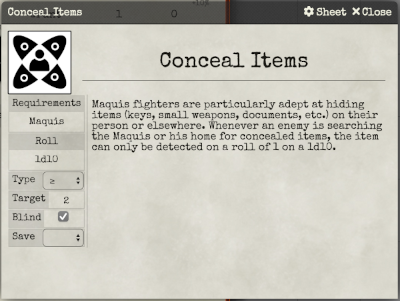 Conceal Items
Sheet
Close
1
0
-10%
Conceal Items
Requirements
Maquis
Roll
1d10
Type
≥
Target
2
Blind
Save
Maquis fighters are particularly adept at hiding
items (keys, small weapons, documents, etc.) on their
person or elsewhere. Whenever an enemy is searching
the Maquis or his home for concealed items, the item
can only be detected on a roll of 1 on a 1d10.